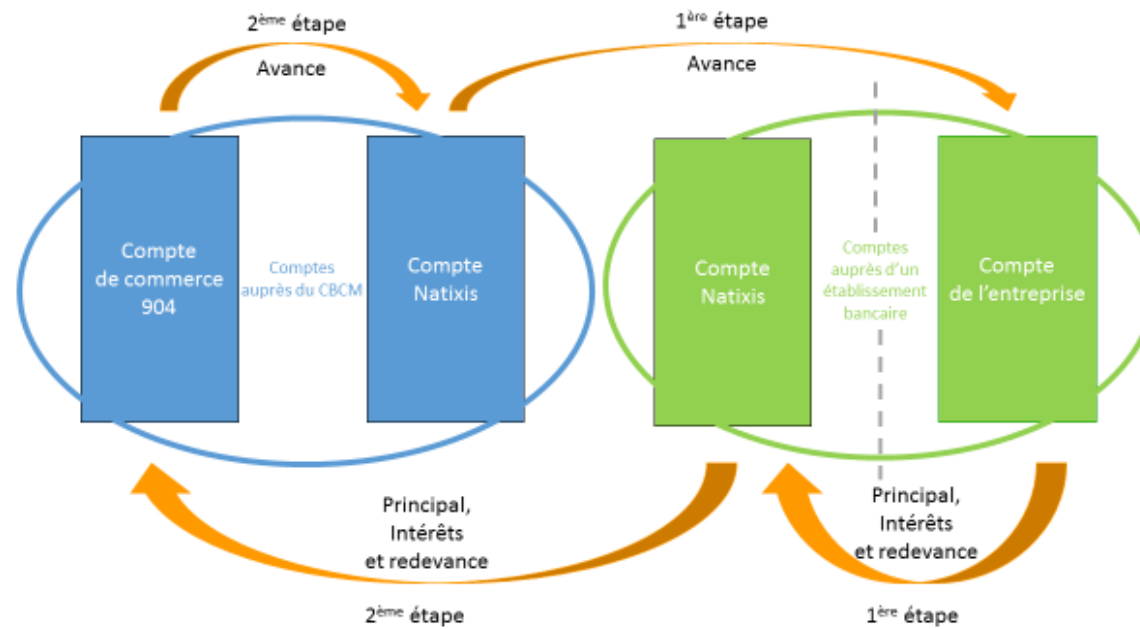 2ème étape
Avance
1ère étape
Avance
Compte
de commerce
904
Comptes
auprès du CBCM
Compte
Natixis
Compte
Natixis
Comptes
auprès d'un
établissement
bancaire
Compte
de l'entreprise
Principal,
Intérêts
et redevance
2ème étape
Principal,
Intérêts
et redevance
1ère étape